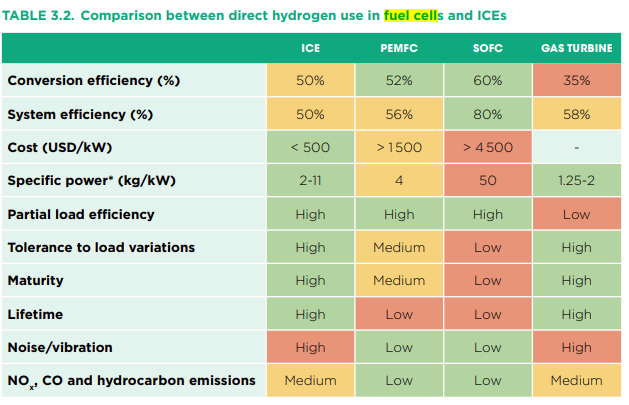 TABLE 3.2. Comparison between direct hydrogen use in fuel cells and ICEs
ICE PEMFC SOFC GAS TURBINE
Conversion efficiency (%) 50% 52% 60% 35%
System efficiency (%) 50% 56% 80% 58%
Cost (USD/kW) < 500 > 1 500 > 4 500 -
Specific power* (kg/kW) 2-11 4 50 1.25-2
Partial load efficiency High High High Low
Tolerance to load variations High Medium Low High
Maturity High Medium Low High
Lifetime High Low Low High
Noise/vibration High Low Low High
NOx, CO and hydrocarbon emissions Medium Low Low Medium